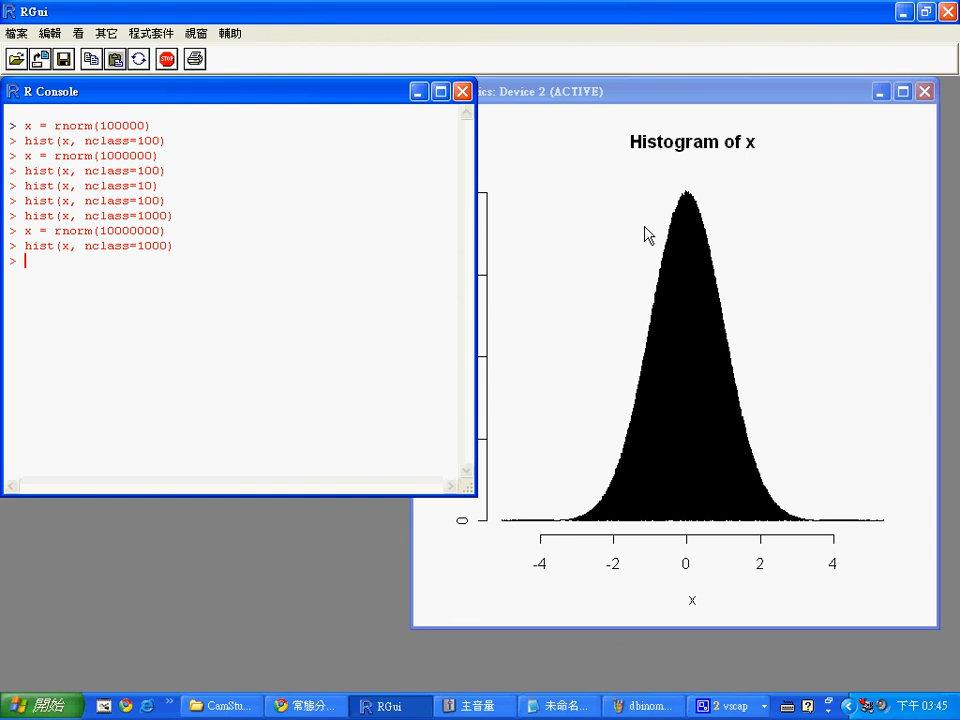 RGui
檔案 編輯 看 其它 程式套件 視窗 輔助
STOP
R Console
ics: Device 2 (ACTIVE)
> x = rnorm(100000)
> hist(x, nclass=100)
> x = rnorm(1000000)
> hist(x, nclass=100)
> hist(x, nclass=10)
> hist(x, nclass=100)
> hist(x, nclass=1000)
> x = rnorm(10000000)
> hist(x, nclass=1000)
>
Histogram of x
0
-4 -2 0 2 4
x
開始 CamStu... 常態分... RGui 主音量 未命名... dbinom... 2 vscap 下午 03:45